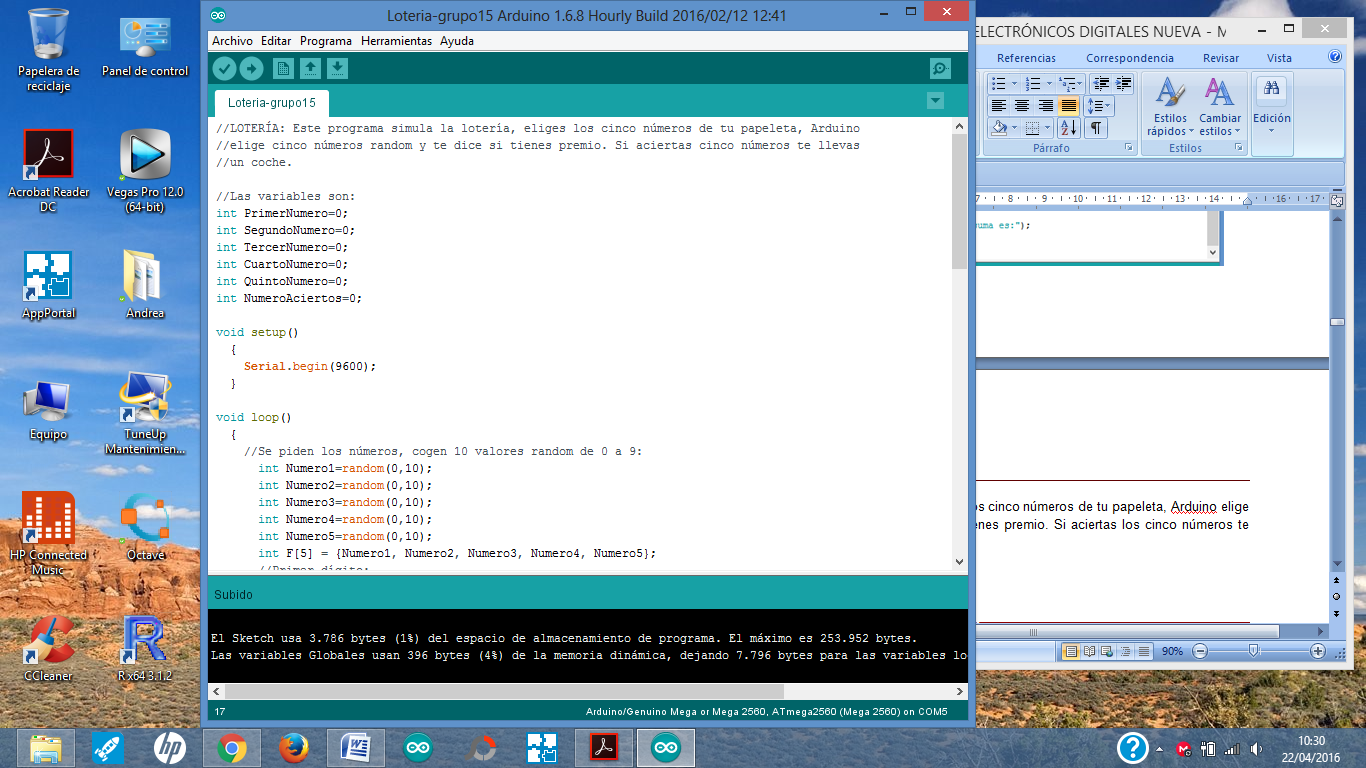 Papelera de reciclaje
Panel de control
Acrobat Reader DC
Vegas Pro 12.0 (64-bit)
AppPortal
Andrea
Equipo
TuneUp Mantenimien...
HP Connected Music
Octave
CCleaner
R x64 3.1.2
Loteria-grupo15 Arduino 1.6.8 Hourly Build 2016/02/12 12:41
Archivo Editar Programa Herramientas Ayuda
Loteria-grupo15
//LOTERÍA: Este programa simula la lotería, eliges los cinco números de tu papeleta, Arduino
//elige cinco números random y te dice si tienes premio. Si aciertas cinco números te llevas
//un coche.
//Las variables son:
int PrimerNumero=0;
int SegundoNumero=0;
int TercerNumero=0;
int CuartoNumero=0;
int QuintoNumero=0;
int NumeroAciertos=0;
void setup()
{
Serial.begin(9600);
}
void loop()
{
//Se piden los números, cogen 10 valores random de 0 a 9:
int Numero1=random(0,10);
int Numero2=random(0,10);
int Numero3=random(0,10);
int Numero4=random(0,10);
int Numero5=random(0,10);
int F[5] = {Numero1, Numero2, Numero3, Numero4, Numero5};
//Primer dígito:
Subido
El Sketch usa 3.786 bytes (1%) del espacio de almacenamiento de programa. El máximo es 253.952 bytes.
Las variables Globales usan 396 bytes (4%) de la memoria dinámica, dejando 7.796 bytes para las variables lo
17
Arduino/Genuino Mega or Mega 2560, ATmega2560 (Mega 2560) on COM5
ELECTRÓNICOS DIGITALES NUEVA - M
Referencias Correspondencia Revisar Vista
Estilos rápidos
Cambiar estilos
Edición
Párrafo
Estilos
7 8 9 10 11 12 13 14 16 17
uma es:");
os cinco números de tu papeleta, Arduino elige
enes premio. Si aciertas los cinco números te
90%
10:30
22/04/2016